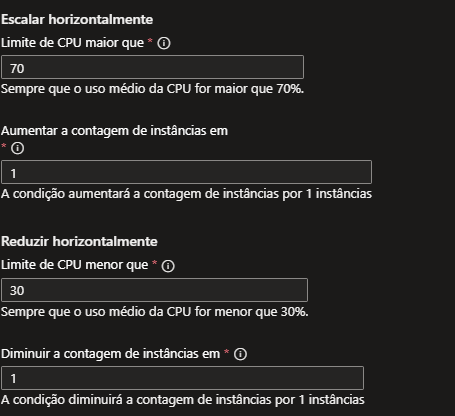 Escalar horizontalmente
Limite de CPU maior que *
70
Sempre que o uso médio da CPU for maior que 70%.
Aumentar a contagem de instâncias em
*
1
A condição aumentará a contagem de instâncias por 1 instâncias
Reduzir horizontalmente
Limite de CPU menor que *
30
Sempre que o uso médio da CPU for menor que 30%.
Diminuir a contagem de instâncias em *
1
A condição diminuirá a contagem de instâncias por 1 instâncias